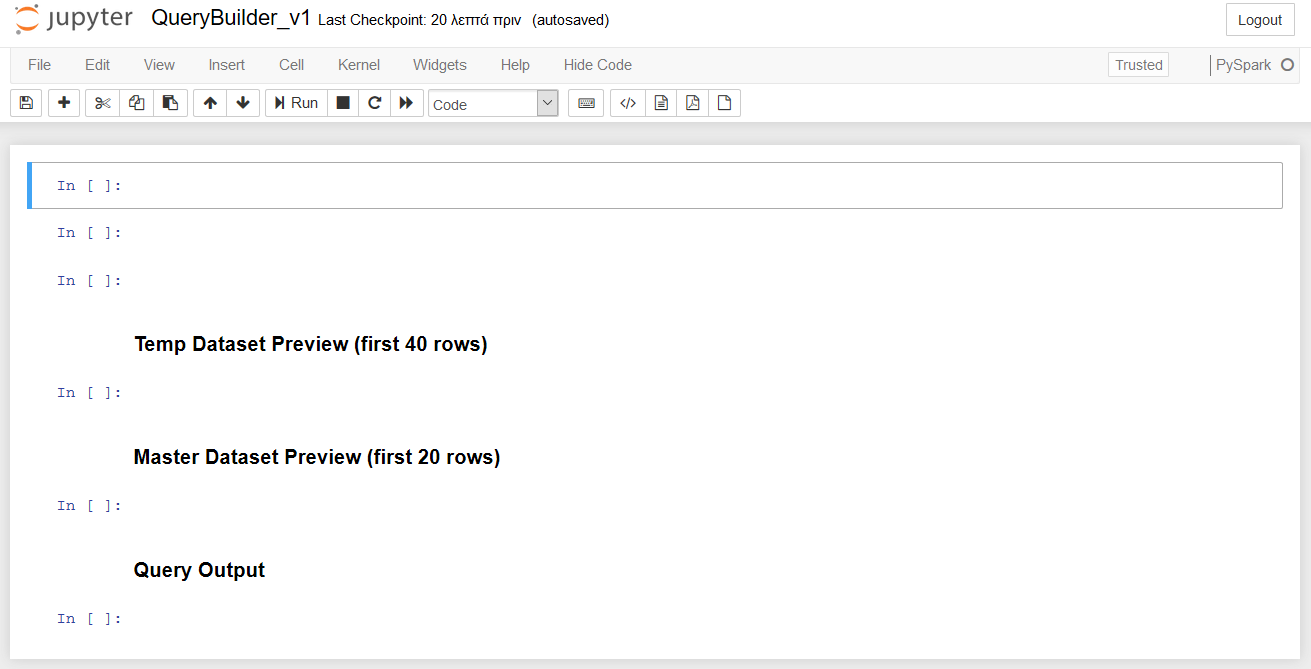 jupyter QueryBuilder_v1 Last Checkpoint: 20 λεπτά πριν (autosaved) Logout
File Edit View Insert Cell Kernel Widgets Help Hide Code Trusted PySpark
Run Code
In [ ]:
In [ ]:
In [ ]:
Temp Dataset Preview (first 40 rows)
In [ ]:
Master Dataset Preview (first 20 rows)
In [ ]:
Query Output
In [ ]: